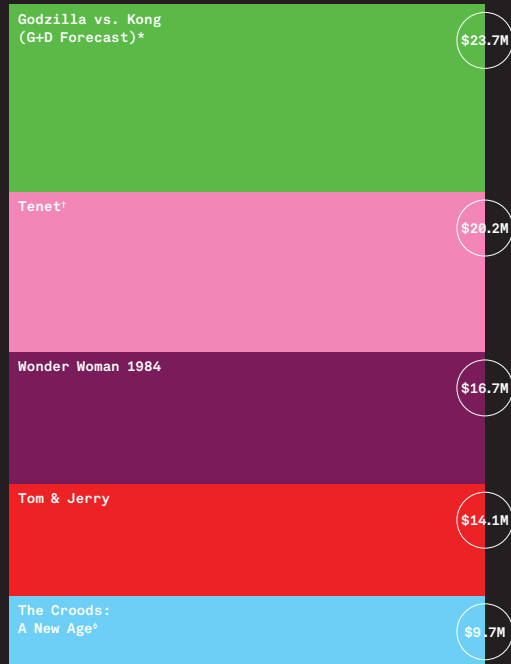 Godzilla vs. Kong
(G+D Forecast)*
$23.7M
Tenet†
$20.2M
Wonder Woman 1984
$16.7M
Tom & Jerry
$14.1M
The Croods:
A New Age◊
$9.7M